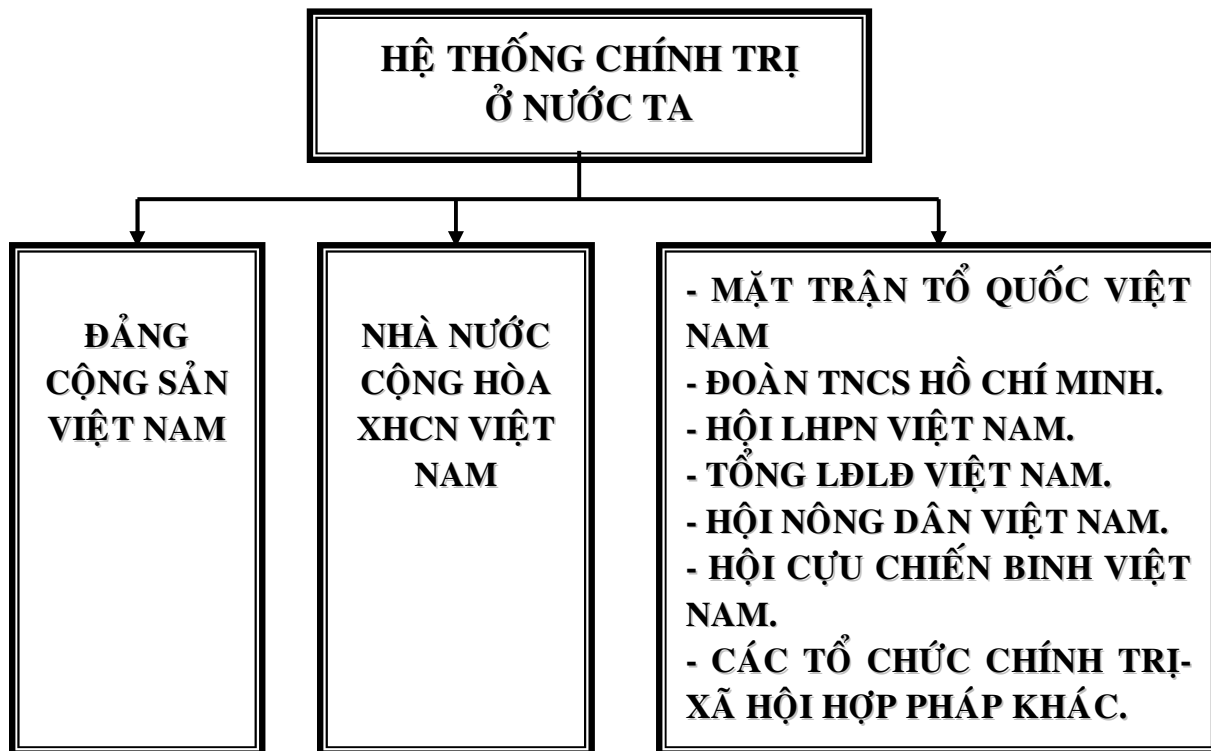 HỆ THỐNG CHÍNH TRỊ
Ở NƯỚC TA
ĐẢNG
CỘNG SẢN
VIỆT NAM
NHÀ NƯỚC
CỘNG HÒA
XHCN VIỆT
NAM
- MẶT TRẬN TỔ QUỐC VIỆT
NAM
- ĐOÀN TNCS HỒ CHÍ MINH.
- HỘI LHPN VIỆT NAM.
- TỔNG LĐLĐ VIỆT NAM.
- HỘI NÔNG DÂN VIỆT NAM.
- HỘI CỰU CHIẾN BINH VIỆT
NAM.
- CÁC TỔ CHỨC CHÍNH TRỊ-
XÃ HỘI HỢP PHÁP KHÁC.